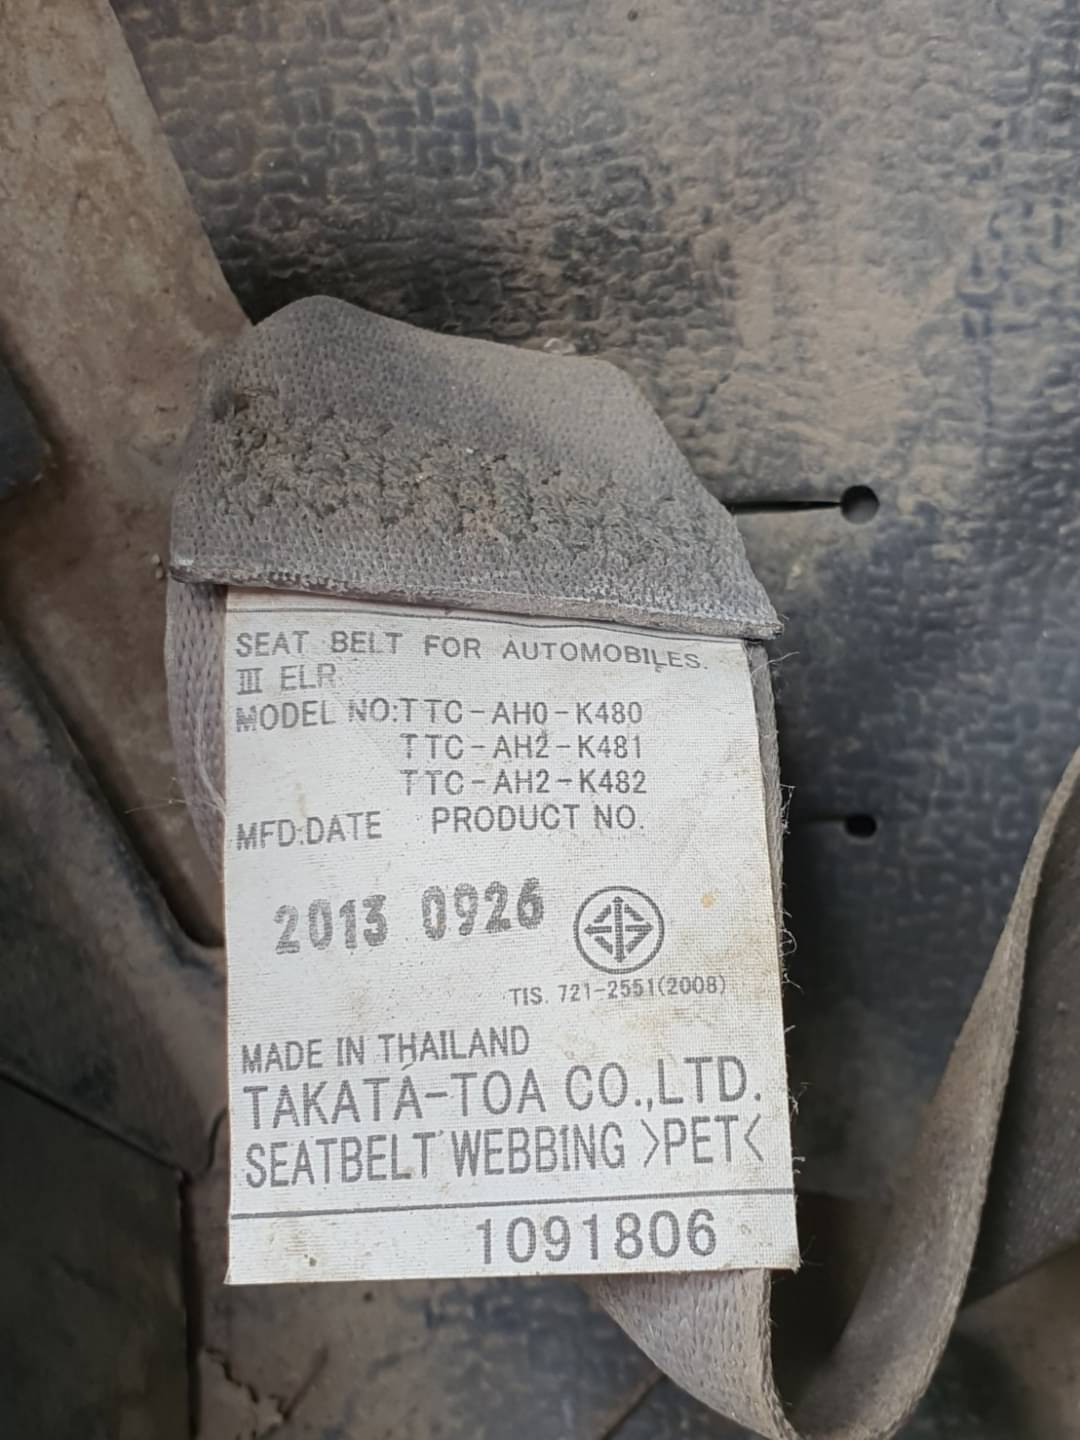 SEAT BELT FOR AUTOMOBILES.
III ELR
MODEL NO:TTC-AH0-K480
TTC-AH2-K481
TTC-AH2-K482
MFD:DATE PRODUCT NO.
2013 0926
TIS. 721-2551(2008)
MADE IN THAILAND
TAKATA-TOA CO.,LTD.
SEATBELT WEBBING >PET<
1091806